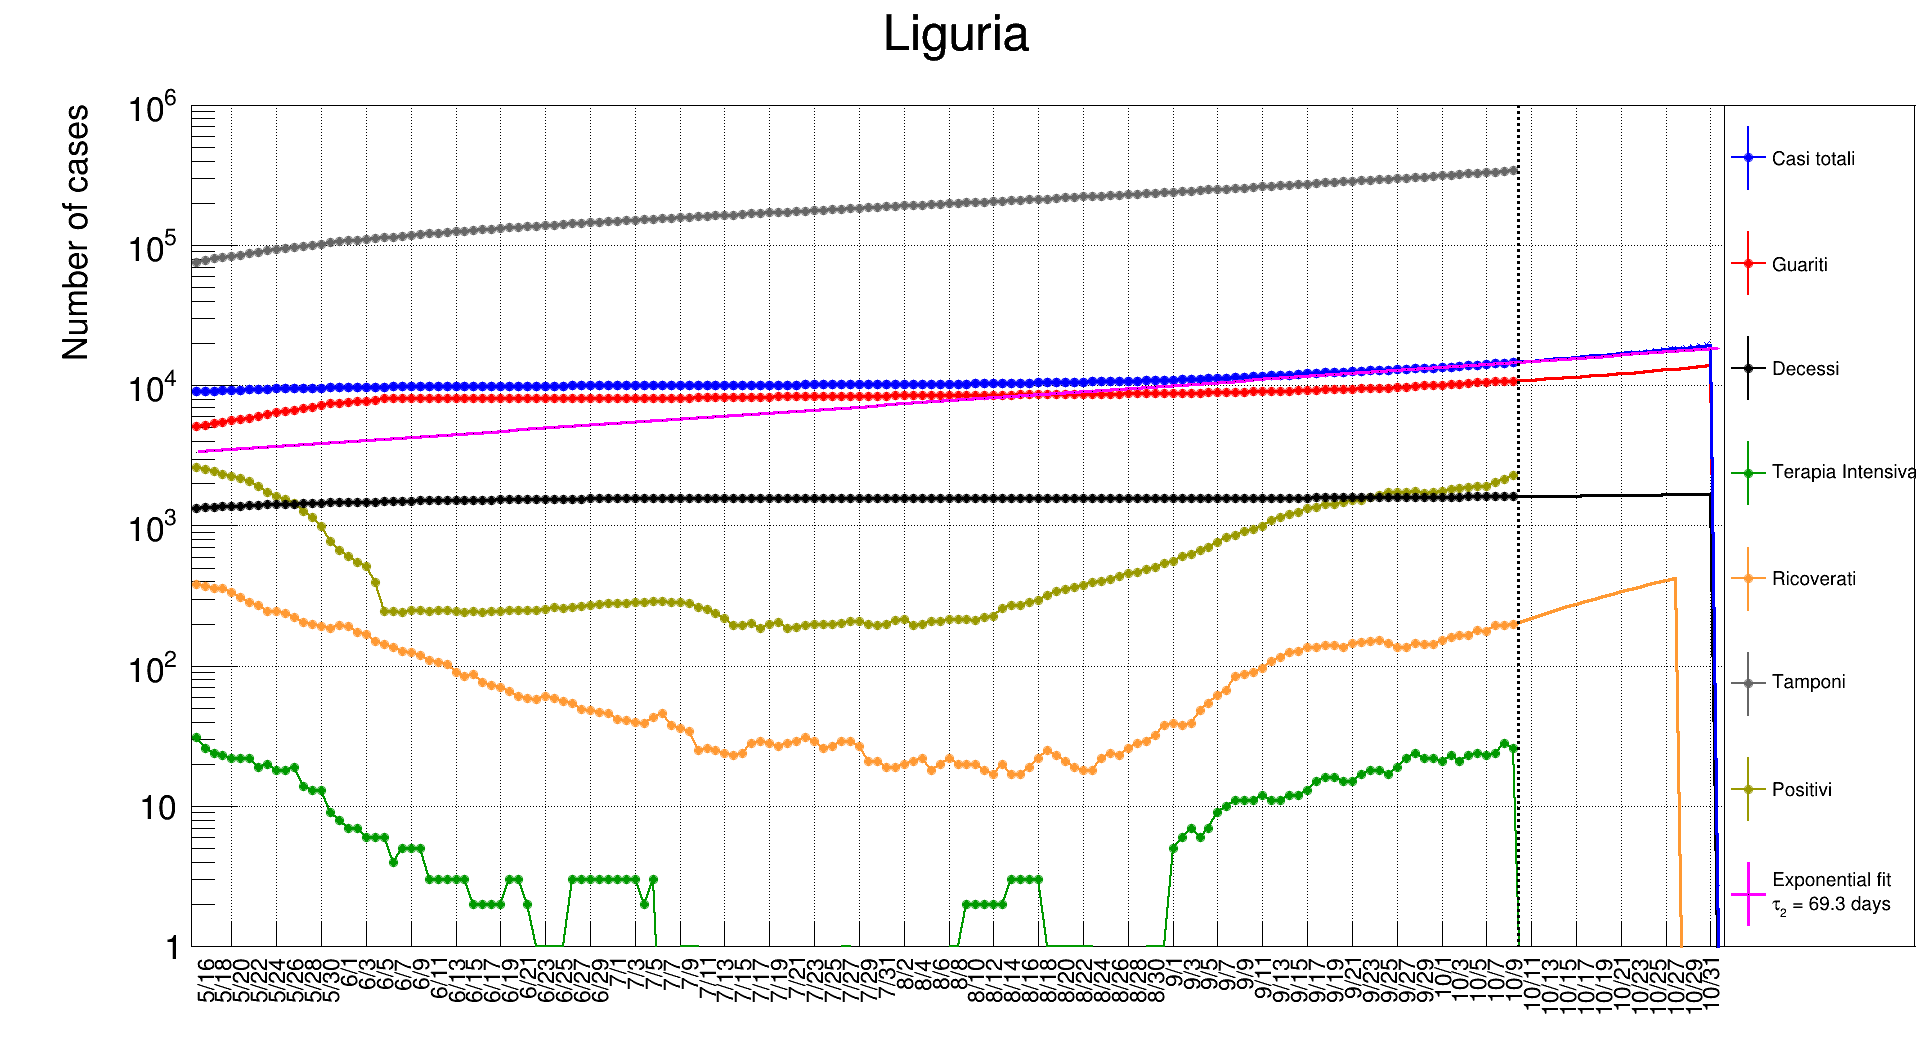 Liguria
Number of cases
10^6
10^5
10^4
10^3
10^2
10
1
5/16 5/18 5/20 5/22 5/24 5/26 5/28 5/30 6/1 6/3 6/5 6/7 6/9 6/11 6/13 6/15 6/17 6/19 6/21 6/23 6/25 6/27 6/29 7/1 7/3 7/5 7/7 7/9 7/11 7/13 7/15 7/17 7/19 7/21 7/23 7/25 7/27 7/29 7/31 8/2 8/4 8/6 8/8 8/10 8/12 8/14 8/16 8/18 8/20 8/22 8/24 8/26 8/28 8/30 9/1 9/3 9/5 9/7 9/9 9/11 9/13 9/15 9/17 9/19 9/21 9/23 9/25 9/27 9/29 10/1 10/3 10/5 10/7 10/9 10/11 10/13 10/15 10/17 10/19 10/21 10/23 10/25 10/27 10/29 10/31
Casi totali
Guariti
Decessi
Terapia Intensiva
Ricoverati
Tamponi
Positivi
Exponential fit
τ2 = 69.3 days